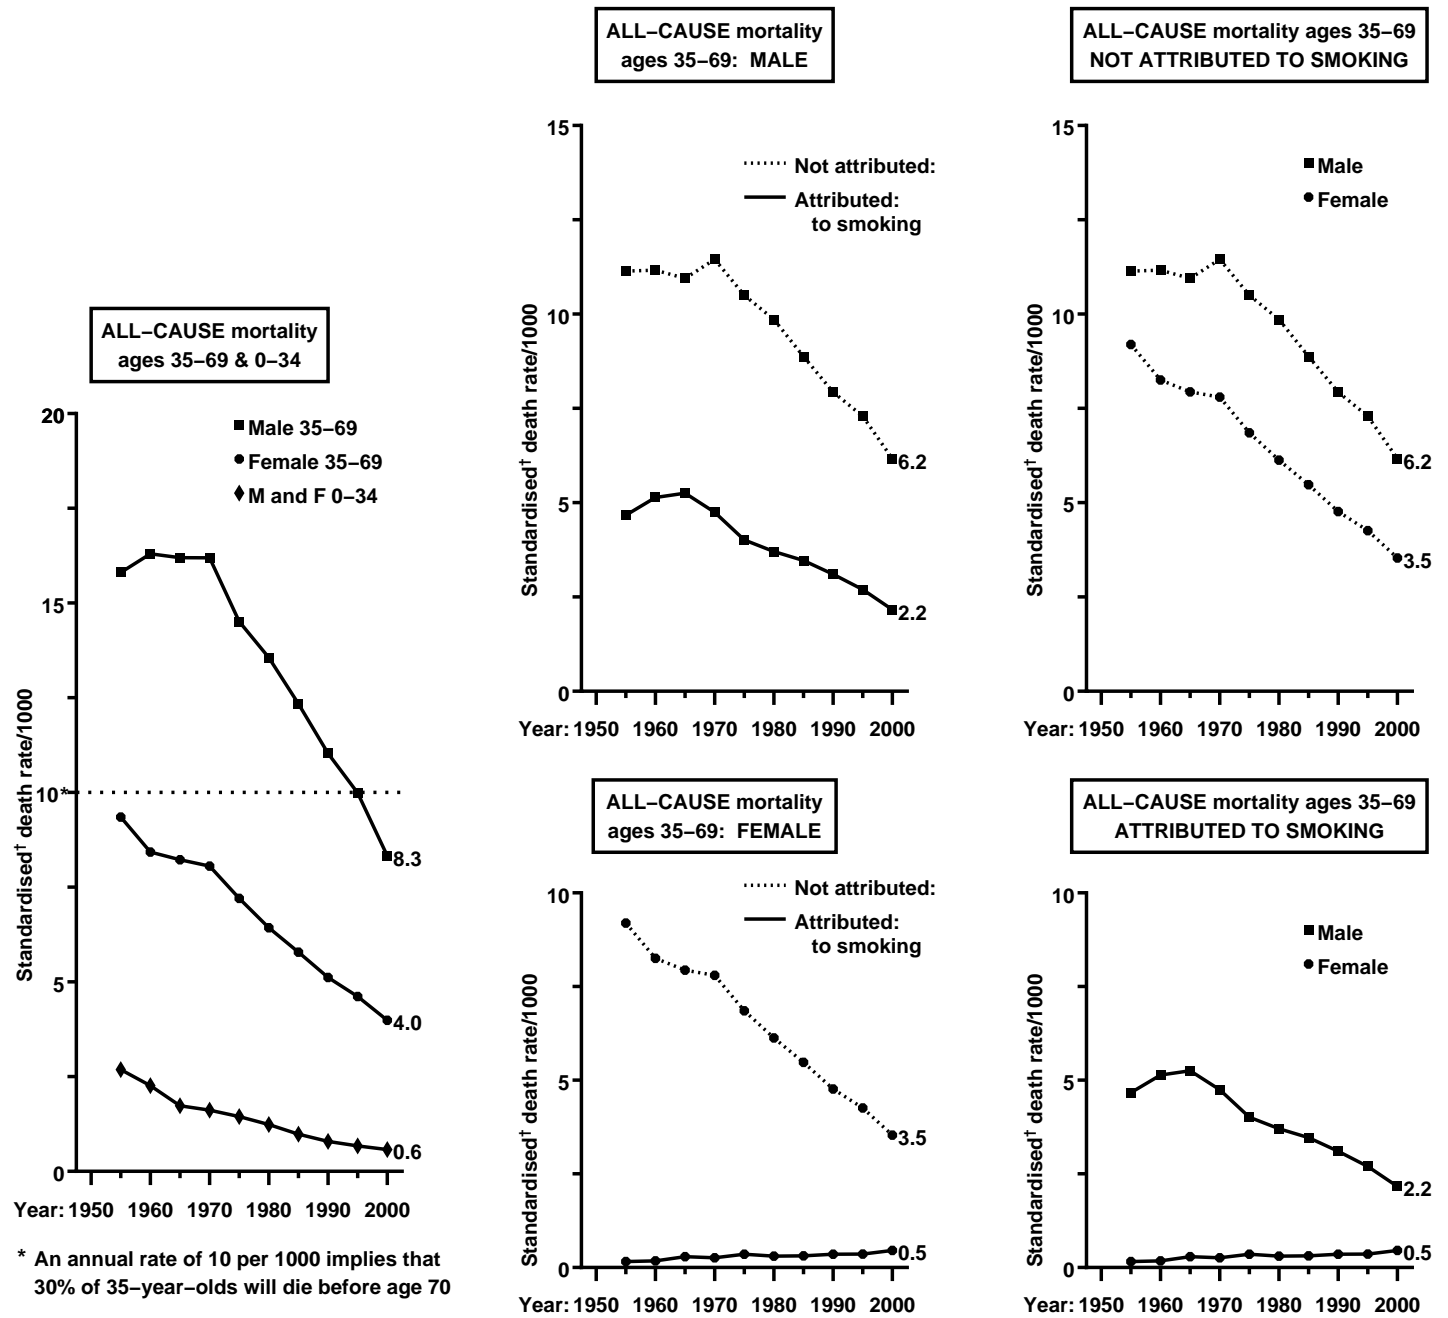 ALL−CAUSE mortality
ages 35−69 & 0−34
20
15
10*
5
0
Standardised† death rate/1000
Male 35−69
Female 35−69
M and F 0−34
8.3
4.0
0.6
Year: 1950 1960 1970 1980 1990 2000
* An annual rate of 10 per 1000 implies that
30% of 35−year−olds will die before age 70
ALL−CAUSE mortality
ages 35−69: MALE
15
10
5
0
Standardised† death rate/1000
Not attributed:
Attributed:
to smoking
6.2
2.2
Year: 1950 1960 1970 1980 1990 2000
ALL−CAUSE mortality ages 35−69
NOT ATTRIBUTED TO SMOKING
15
10
5
0
Standardised† death rate/1000
Male
Female
6.2
3.5
Year: 1950 1960 1970 1980 1990 2000
ALL−CAUSE mortality
ages 35−69: FEMALE
10
5
0
Standardised† death rate/1000
Not attributed:
Attributed:
to smoking
3.5
0.5
Year: 1950 1960 1970 1980 1990 2000
ALL−CAUSE mortality ages 35−69
ATTRIBUTED TO SMOKING
10
5
0
Standardised† death rate/1000
Male
Female
2.2
0.5
Year: 1950 1960 1970 1980 1990 2000